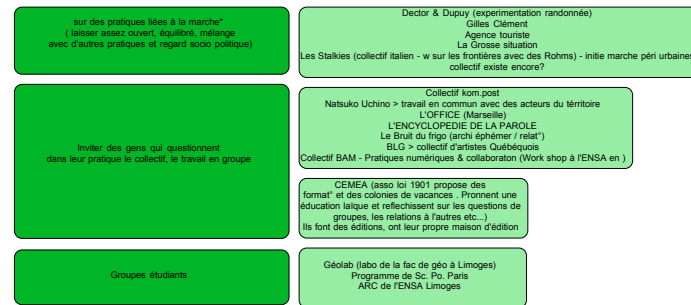 sur des pratiques liées à la marche"
( laisser assez ouvert, équilibré, mélange
avec d'autres pratiques et regard socio politique)
Dector & Dupuy (experimentation randonnée)
Gilles Clément
Agence touriste
La Grosse situation
Les Stalkies (collectif italien - w sur les frontières avec des Rohms) - initie marche péri urbaines
collectif existe encore?
Inviter des gens qui questionnent
dans leur pratique le collectif, le travail en groupe
Collectif kom.post
Natsuko Uchino > travail en commun avec des acteurs du térritoire
L'OFFICE (Marseille)
L'ENCYCLOPEDIE DE LA PAROLE
Le Bruit du frigo (archi éphémer / relat°)
BLG > collectif d'artistes Québéquois
Collectif BAM - Pratiques numériques & collaboraton (Work shop à l'ENSA en )
CEMEA (asso loi 1901 propose des
format° et des colonies de vacances . Pronnent une
éducation laïque et reflechissent sur les questions de
groupes, les relations à l'autres etc...)
Ils font des éditions, ont leur propre maison d'édition
Groupes étudiants
Géolab (labo de la fac de géo à Limoges)
Programme de Sc. Po. Paris
ARC de l'ENSA Limoges